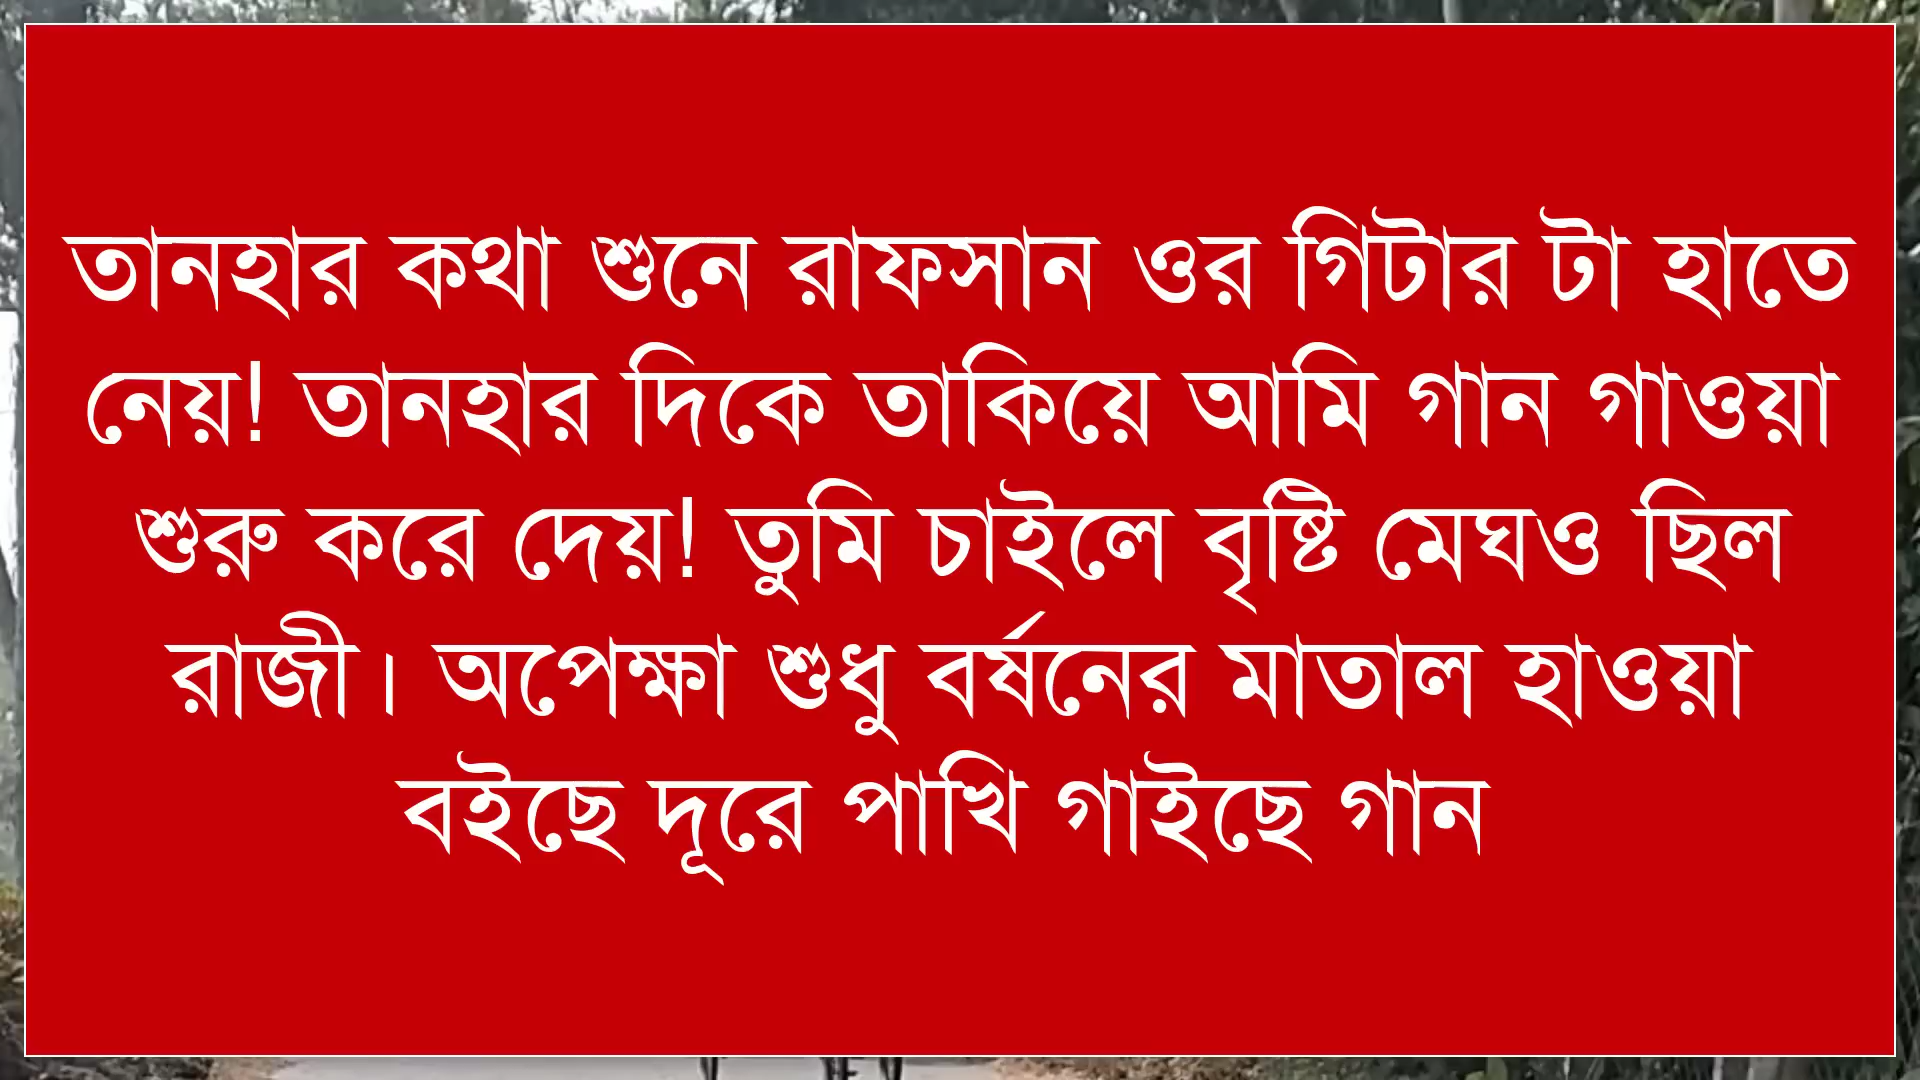 তানহার কথা শুনে রাফসান ওর গিটার টা হাতে
নেয়! তানহার দিকে তাকিয়ে আমি গান গাওয়া
শুরু করে দেয়! তুমি চাইলে বৃষ্টি মেঘও ছিল
রাজী। অপেক্ষা শুধু বর্ষনের মাতাল হাওয়া
বইছে দূরে পাখি গাইছে গান